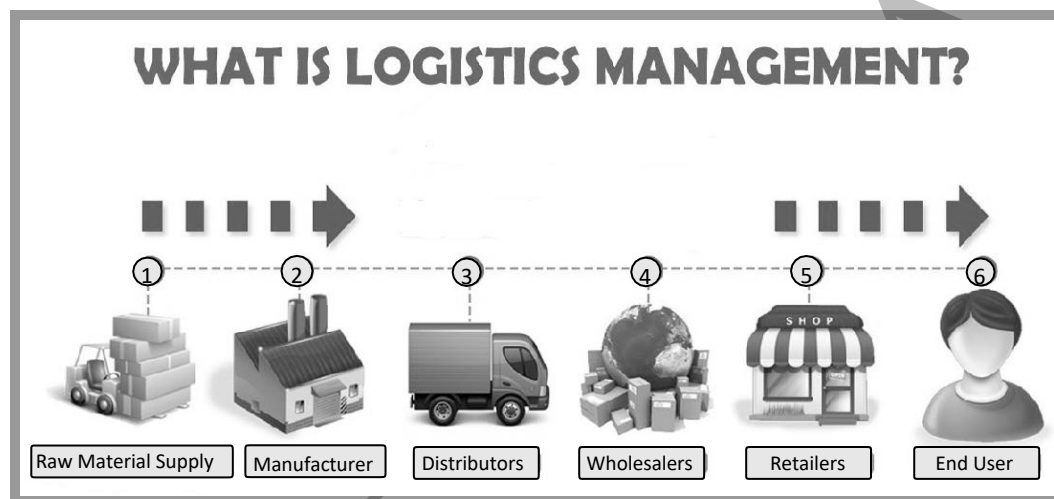 WHAT IS LOGISTICS MANAGEMENT?
1 2 3 4 5 6
SHOP
Raw Material Supply Manufacturer Distributors Wholesalers Retailers End User